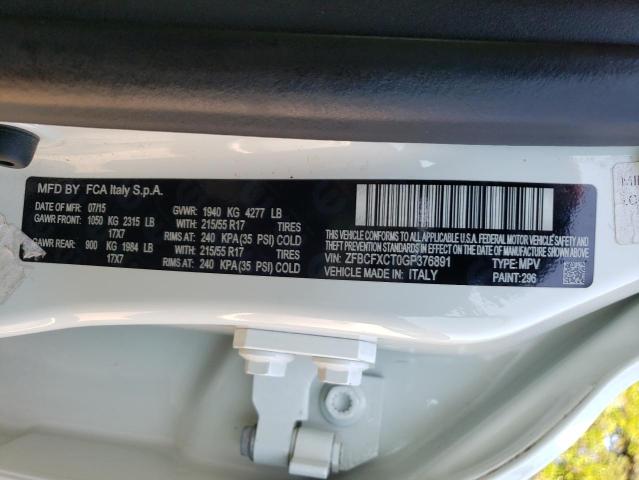 MFD BY FCA Italy S.p.A.
DATE OF MFR: 07/15 GVWR: 1940 KG 4277 LB
GAWR FRONT: 1050 KG 2315 LB WITH: 215/55 R17 TIRES
17X7 RIMS AT: 240 KPA (35 PSI) COLD
GAWR REAR: 900 KG 1984 LB WITH: 215/55 R17 TIRES
17X7 RIMS AT: 240 KPA (35 PSI) COLD
THIS VEHICLE CONFORMS TO ALL APPLICABLE U.S.A. FEDERAL MOTOR VEHICLE SAFETY
AND THEFT PREVENTION STANDARDS IN EFFECT ON THE DATE OF MANUFACTURE SHOWN ABOVE.
VIN: ZFBCFXCT0GP376891 TYPE: MPV
VEHICLE MADE IN: ITALY PAINT: 296